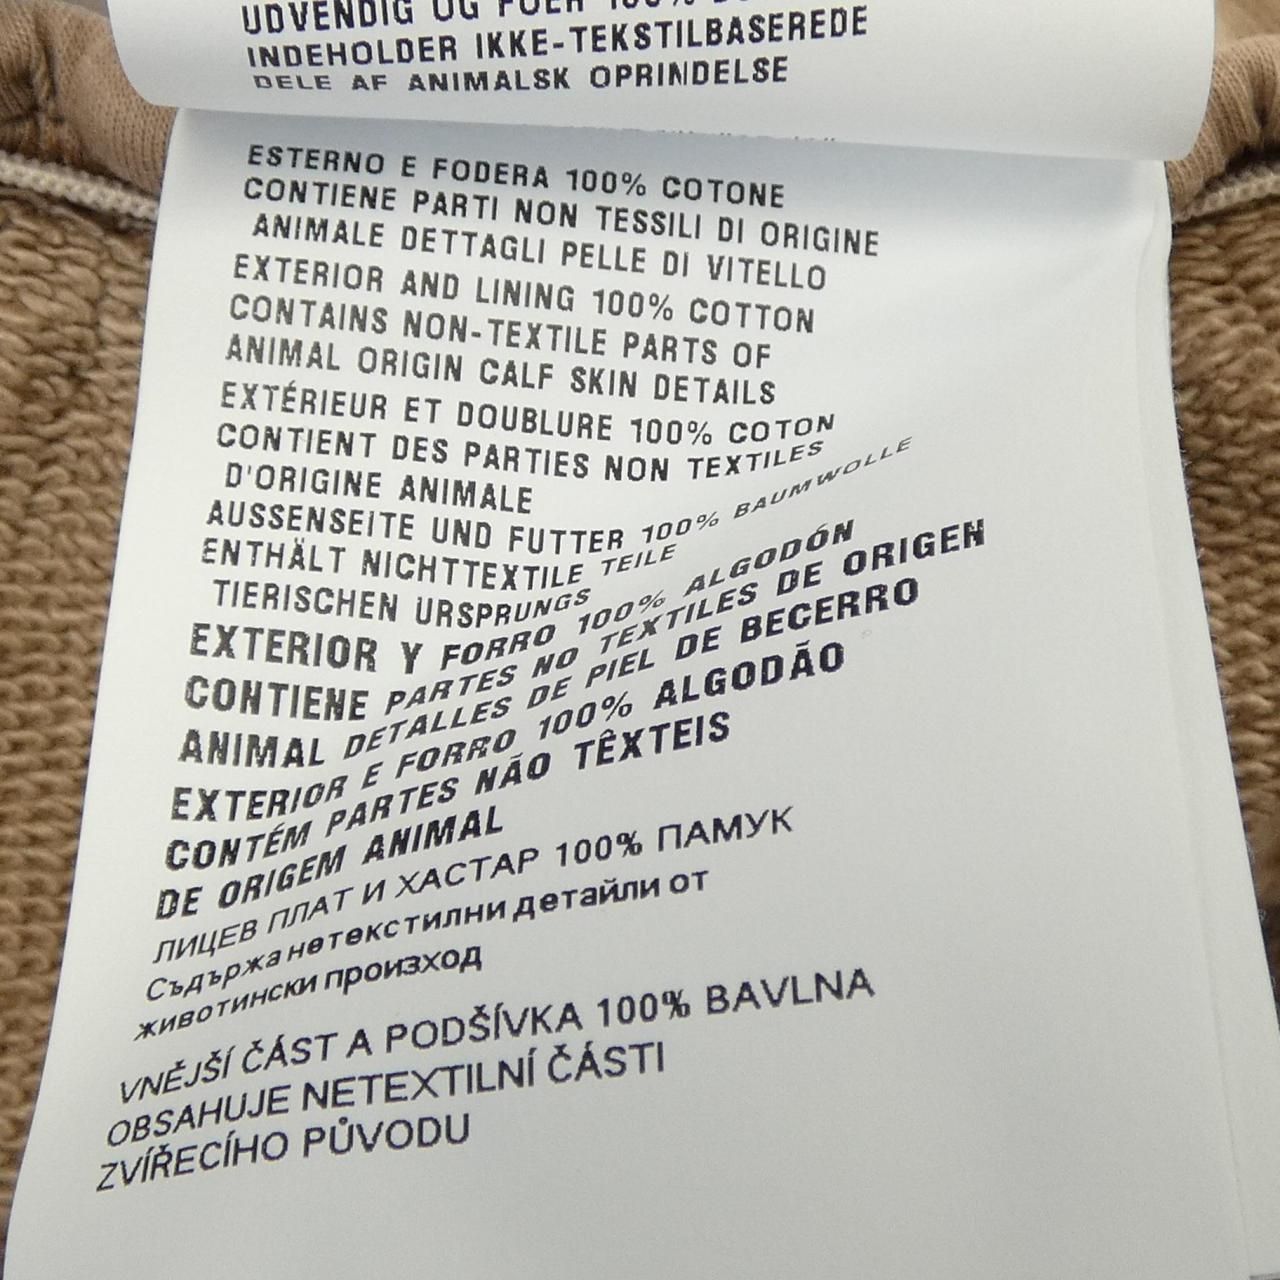 UDVENDIG OG FOER 100%
INDEHOLDER IKKE-TEKSTILBASEREDE
DELE AF ANIMALSK OPRINDELSE
ESTERNO E FODERA 100% COTONE
CONTIENE PARTI NON TESSILI DI ORIGINE
ANIMALE DETTAGLI PELLE DI VITELLO
EXTERIOR AND LINING 100% COTTON
CONTAINS NON-TEXTILE PARTS OF
ANIMAL ORIGIN CALF SKIN DETAILS
EXTÉRIEUR ET DOUBLURE 100% COTON
CONTIENT DES PARTIES NON TEXTILES
D'ORIGINE ANIMALE
AUSSENSEITE UND FUTTER 100% BAUMWOLLE
ENTHÄLT NICHTTEXTILE TEILE
TIERISCHEN URSPRUNGS
EXTERIOR Y FORRO 100% ALGODÓN
CONTIENE PARTES NO TEXTILES DE ORIGEN
ANIMAL DETALLES DE PIEL DE BECERRO
EXTERIOR E FORRO 100% ALGODÃO
CONTÉM PARTES NÃO TÊXTEIS
DE ORIGEM ANIMAL
ЛИЦЕВ ПЛАТ И ХАСТАР 100% ПАМУК
Съдържа нетекстилни детайли от
животински произход
VNĚJŠÍ ČÁST A PODŠÍVKA 100% BAVLNA
OBSAHUJE NETEXTILNÍ ČÁSTI
ZVÍŘECÍHO PŮVODU